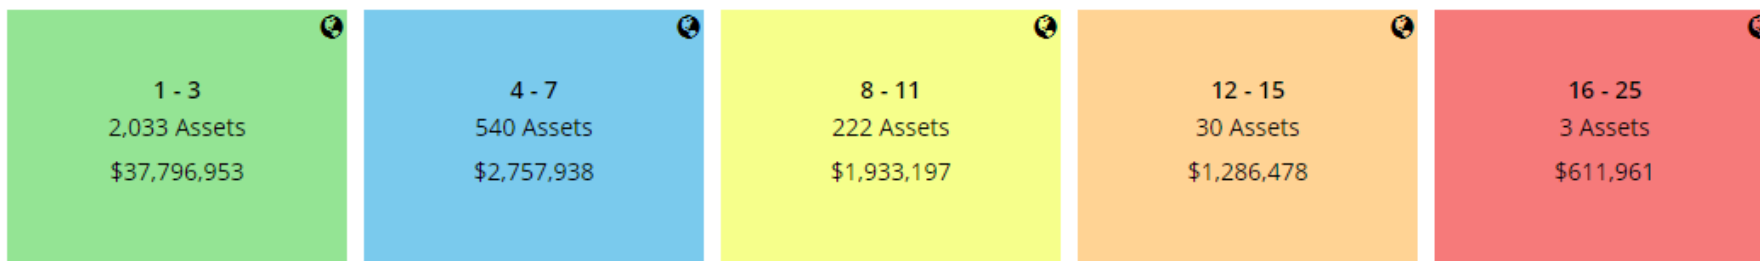 1 - 3
2,033 Assets
$37,796,953
4 - 7
540 Assets
$2,757,938
8 - 11
222 Assets
$1,933,197
12 - 15
30 Assets
$1,286,478
16 - 25
3 Assets
$611,961